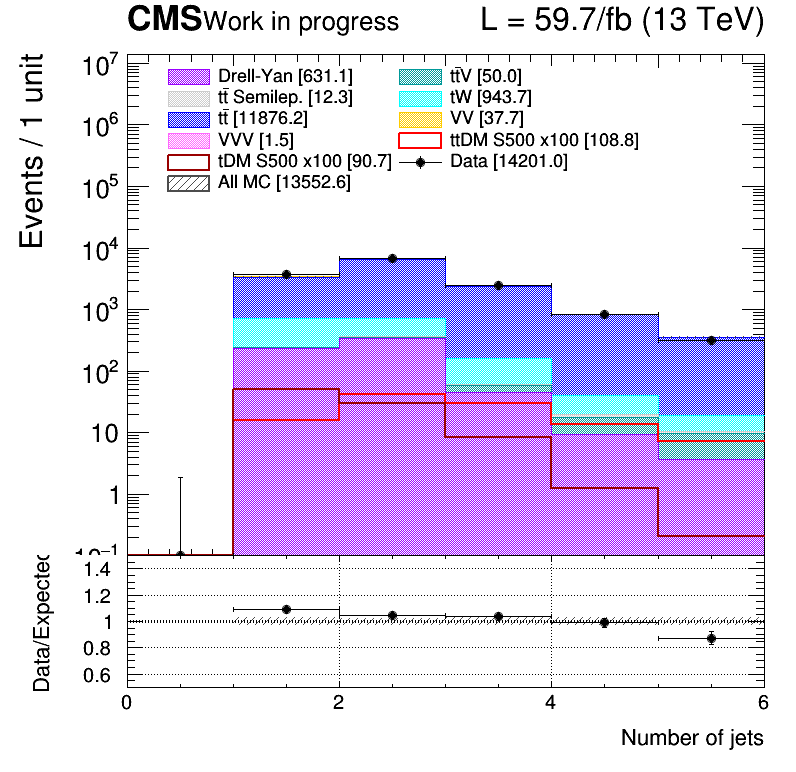 CMS Work in progress L = 59.7/fb (13 TeV)
Events / 1 unit
10⁷
10⁶
10⁵
10⁴
10³
10²
10
1
10⁻¹
Drell-Yan [631.1]
tt̄V [50.0]
tt̄ Semilep. [12.3]
tW [943.7]
tt̄ [11876.2]
VV [37.7]
VVV [1.5]
ttDM S500 x100 [108.8]
tDM S500 x100 [90.7]
Data [14201.0]
All MC [13552.6]
Data/Expected
1.4
1.2
1
0.8
0.6
0 2 4 6
Number of jets